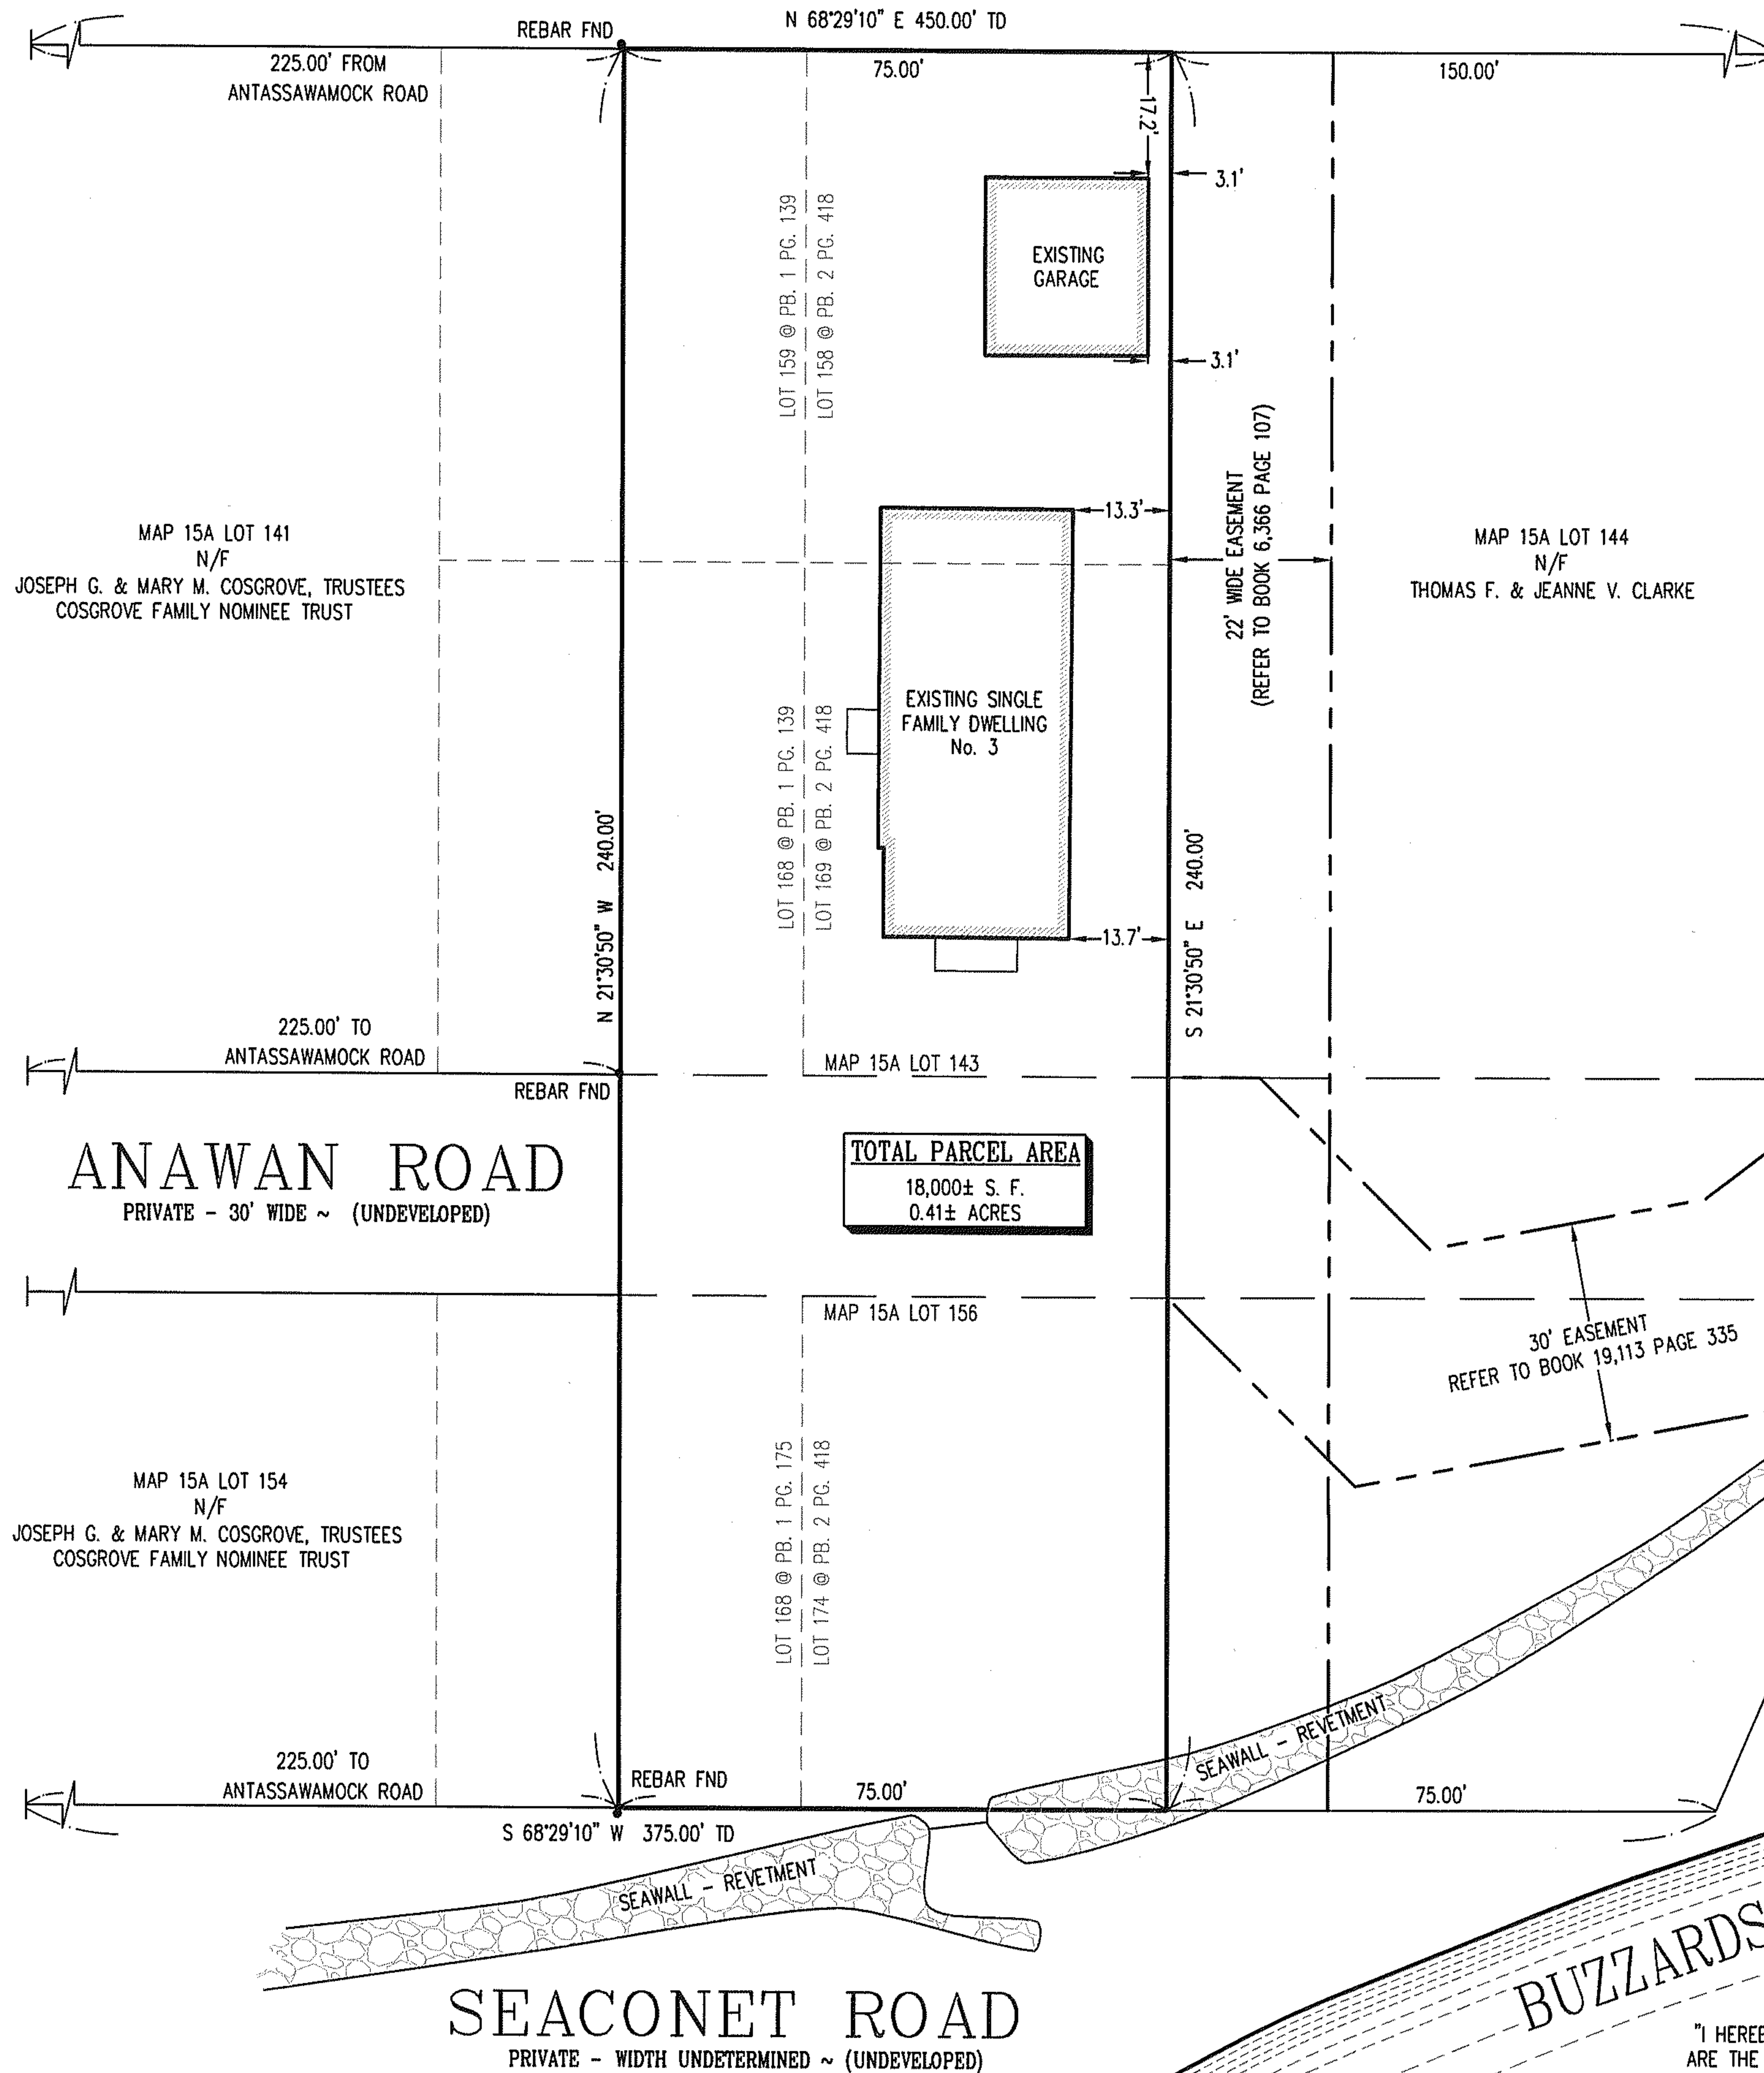 N 68°29'10" E 450.00' TD
REBAR FND
225.00' FROM
ANTASSAWAMOCK ROAD
75.00'
150.00'
17.2'
3.1'
LOT 159 @ PB. 1 PG. 139
LOT 158 @ PB. 2 PG. 418
EXISTING
GARAGE
3.1'
22' WIDE EASEMENT
(REFER TO BOOK 6,366 PAGE 107)
13.3'
MAP 15A LOT 141
N/F
JOSEPH G. & MARY M. COSGROVE, TRUSTEES
COSGROVE FAMILY NOMINEE TRUST
MAP 15A LOT 144
N/F
THOMAS F. & JEANNE V. CLARKE
EXISTING SINGLE
FAMILY DWELLING
No. 3
LOT 168 @ PB. 1 PG. 139
LOT 169 @ PB. 2 PG. 418
N 21°30'50" W 240.00'
S 21°30'50" E 240.00'
13.7'
225.00' TO
ANTASSAWAMOCK ROAD
REBAR FND
MAP 15A LOT 143
ANAWAN ROAD
PRIVATE - 30' WIDE ~ (UNDEVELOPED)
TOTAL PARCEL AREA
18,000± S. F.
0.41± ACRES
MAP 15A LOT 156
30' EASEMENT
REFER TO BOOK 19,113 PAGE 335
MAP 15A LOT 154
N/F
JOSEPH G. & MARY M. COSGROVE, TRUSTEES
COSGROVE FAMILY NOMINEE TRUST
LOT 168 @ PB. 1 PG. 175
LOT 174 @ PB. 2 PG. 418
SEAWALL - REVETMENT
225.00' TO
ANTASSAWAMOCK ROAD
REBAR FND
75.00'
75.00'
S 68°29'10" W 375.00' TD
SEAWALL - REVETMENT
SEACONET ROAD
PRIVATE - WIDTH UNDETERMINED ~ (UNDEVELOPED)
BUZZARDS
"I HEREB
ARE THE